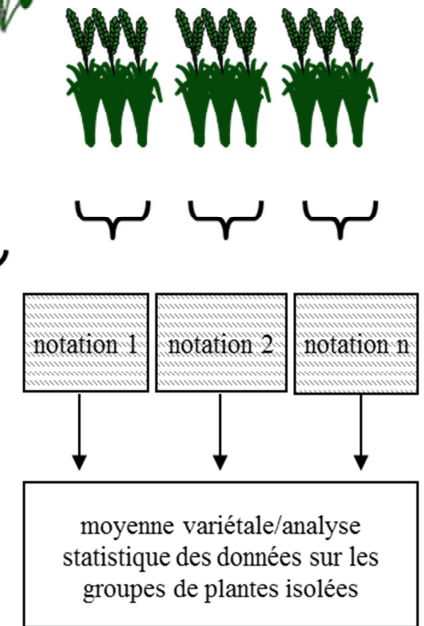 notation 1
notation 2
notation n
moyenne variétale/analyse
statistique des données sur les
groupes de plantes isolées